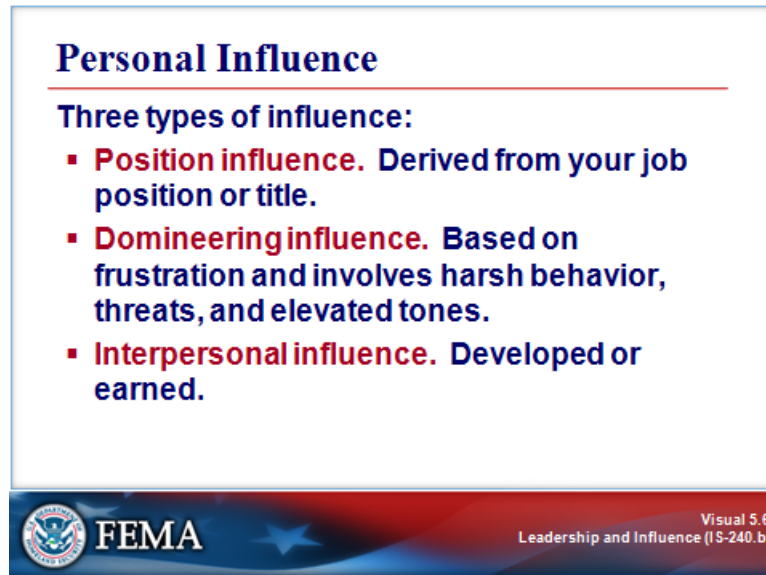 Personal Influence
Three types of influence:
▪ Position influence. Derived from your job
position or title.
▪ Domineering influence. Based on
frustration and involves harsh behavior,
threats, and elevated tones.
▪ Interpersonal influence. Developed or
earned.
FEMA
Visual 5.6
Leadership and Influence (IS-240.b